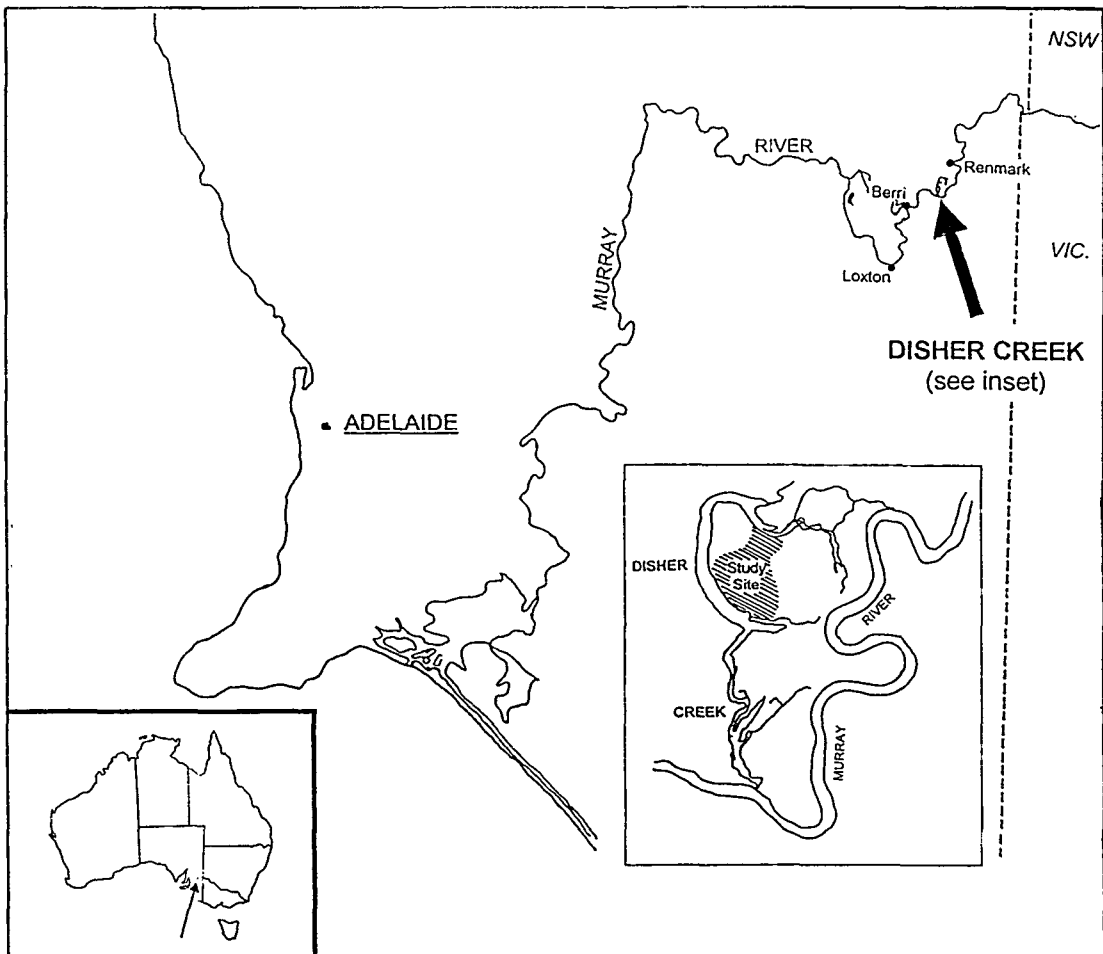 NSW
RIVER
Renmark
Berri
MURRAY
VIC.
Loxton
DISHER CREEK
(see inset)
ADELAIDE
DISHER
Study
Site
RIVER
CREEK
MURRAY